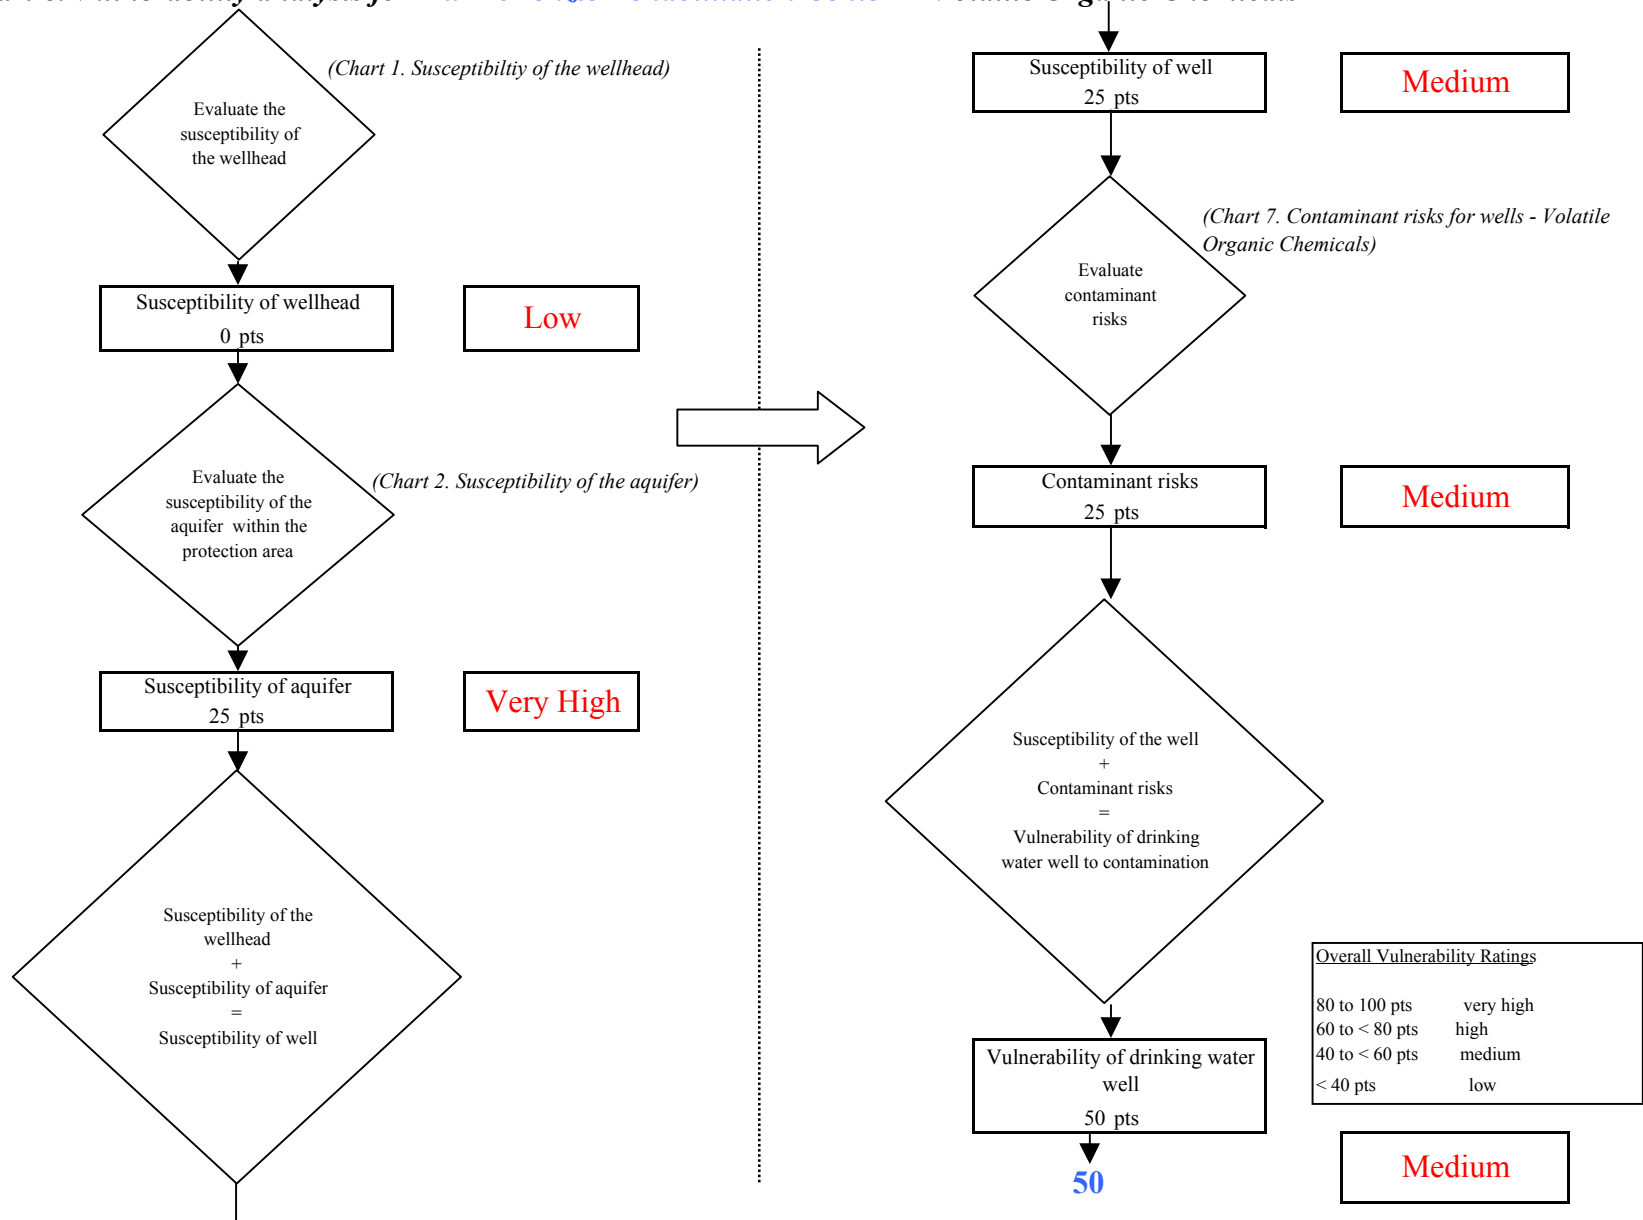 (Chart 1. Susceptibiltiy of the wellhead)
Evaluate the
susceptibility of
the wellhead
Susceptibility of wellhead
0 pts
Low
Evaluate the
susceptibility of the
aquifer within the
protection area
(Chart 2. Susceptibility of the aquifer)
Susceptibility of aquifer
25 pts
Very High
Susceptibility of the
wellhead
+
Susceptibility of aquifer
=
Susceptibility of well
Susceptibility of well
25 pts
Medium
(Chart 7. Contaminant risks for wells - Volatile
Organic Chemicals)
Evaluate
contaminant
risks
Contaminant risks
25 pts
Medium
Susceptibility of the well
+
Contaminant risks
=
Vulnerability of drinking
water well to contamination
Overall Vulnerability Ratings
80 to 100 pts very high
60 to < 80 pts high
40 to < 60 pts medium
< 40 pts low
Vulnerability of drinking water
well
50 pts
50
Medium